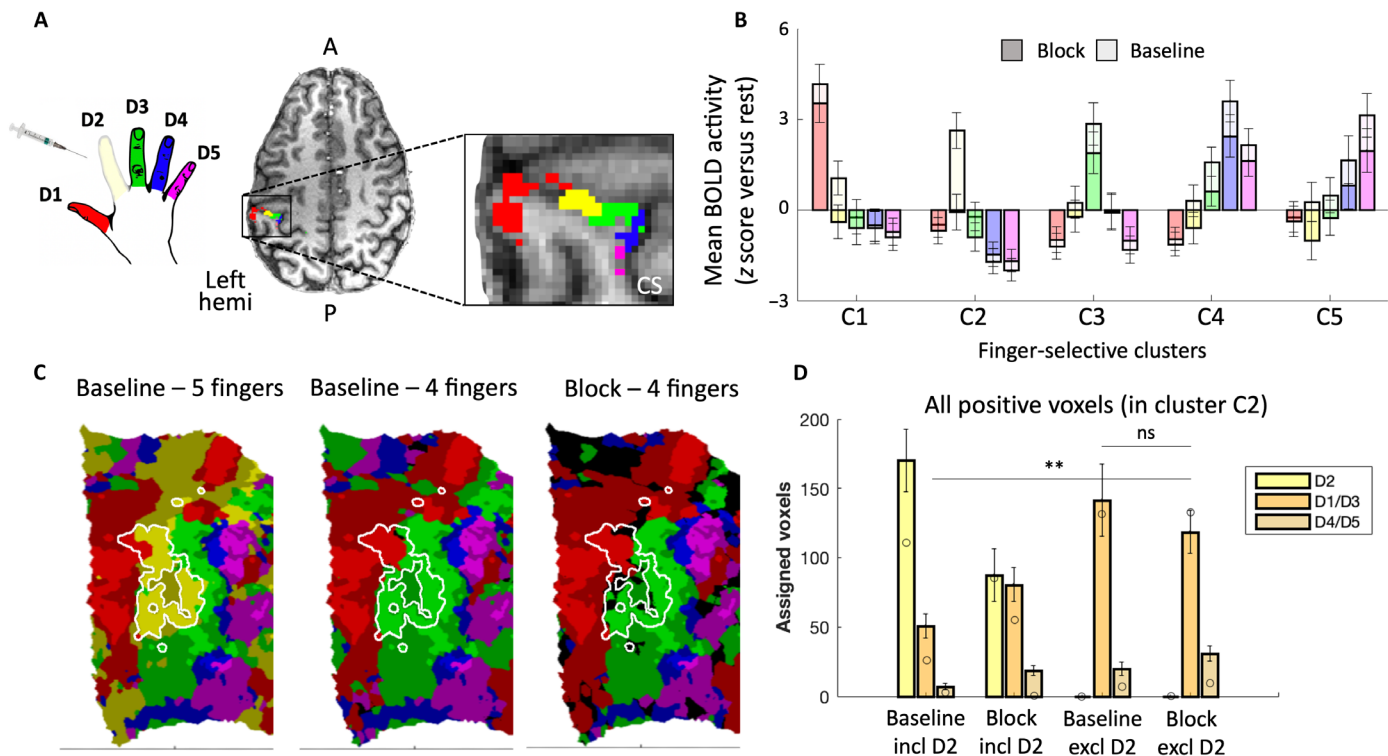 A
A
D3
D2
D4
D5
D1
Left
hemi
P
CS
B
6
3
0
−3
Mean BOLD activity
(z score versus rest)
Block
Baseline
C1
C2
C3
C4
C5
Finger-selective clusters
C
Baseline – 5 fingers
Baseline – 4 fingers
Block – 4 fingers
D
All positive voxels (in cluster C2)
200
150
100
50
0
Assigned voxels
ns
**
D2
D1/D3
D4/D5
Baseline
incl D2
Block
incl D2
Baseline
excl D2
Block
excl D2